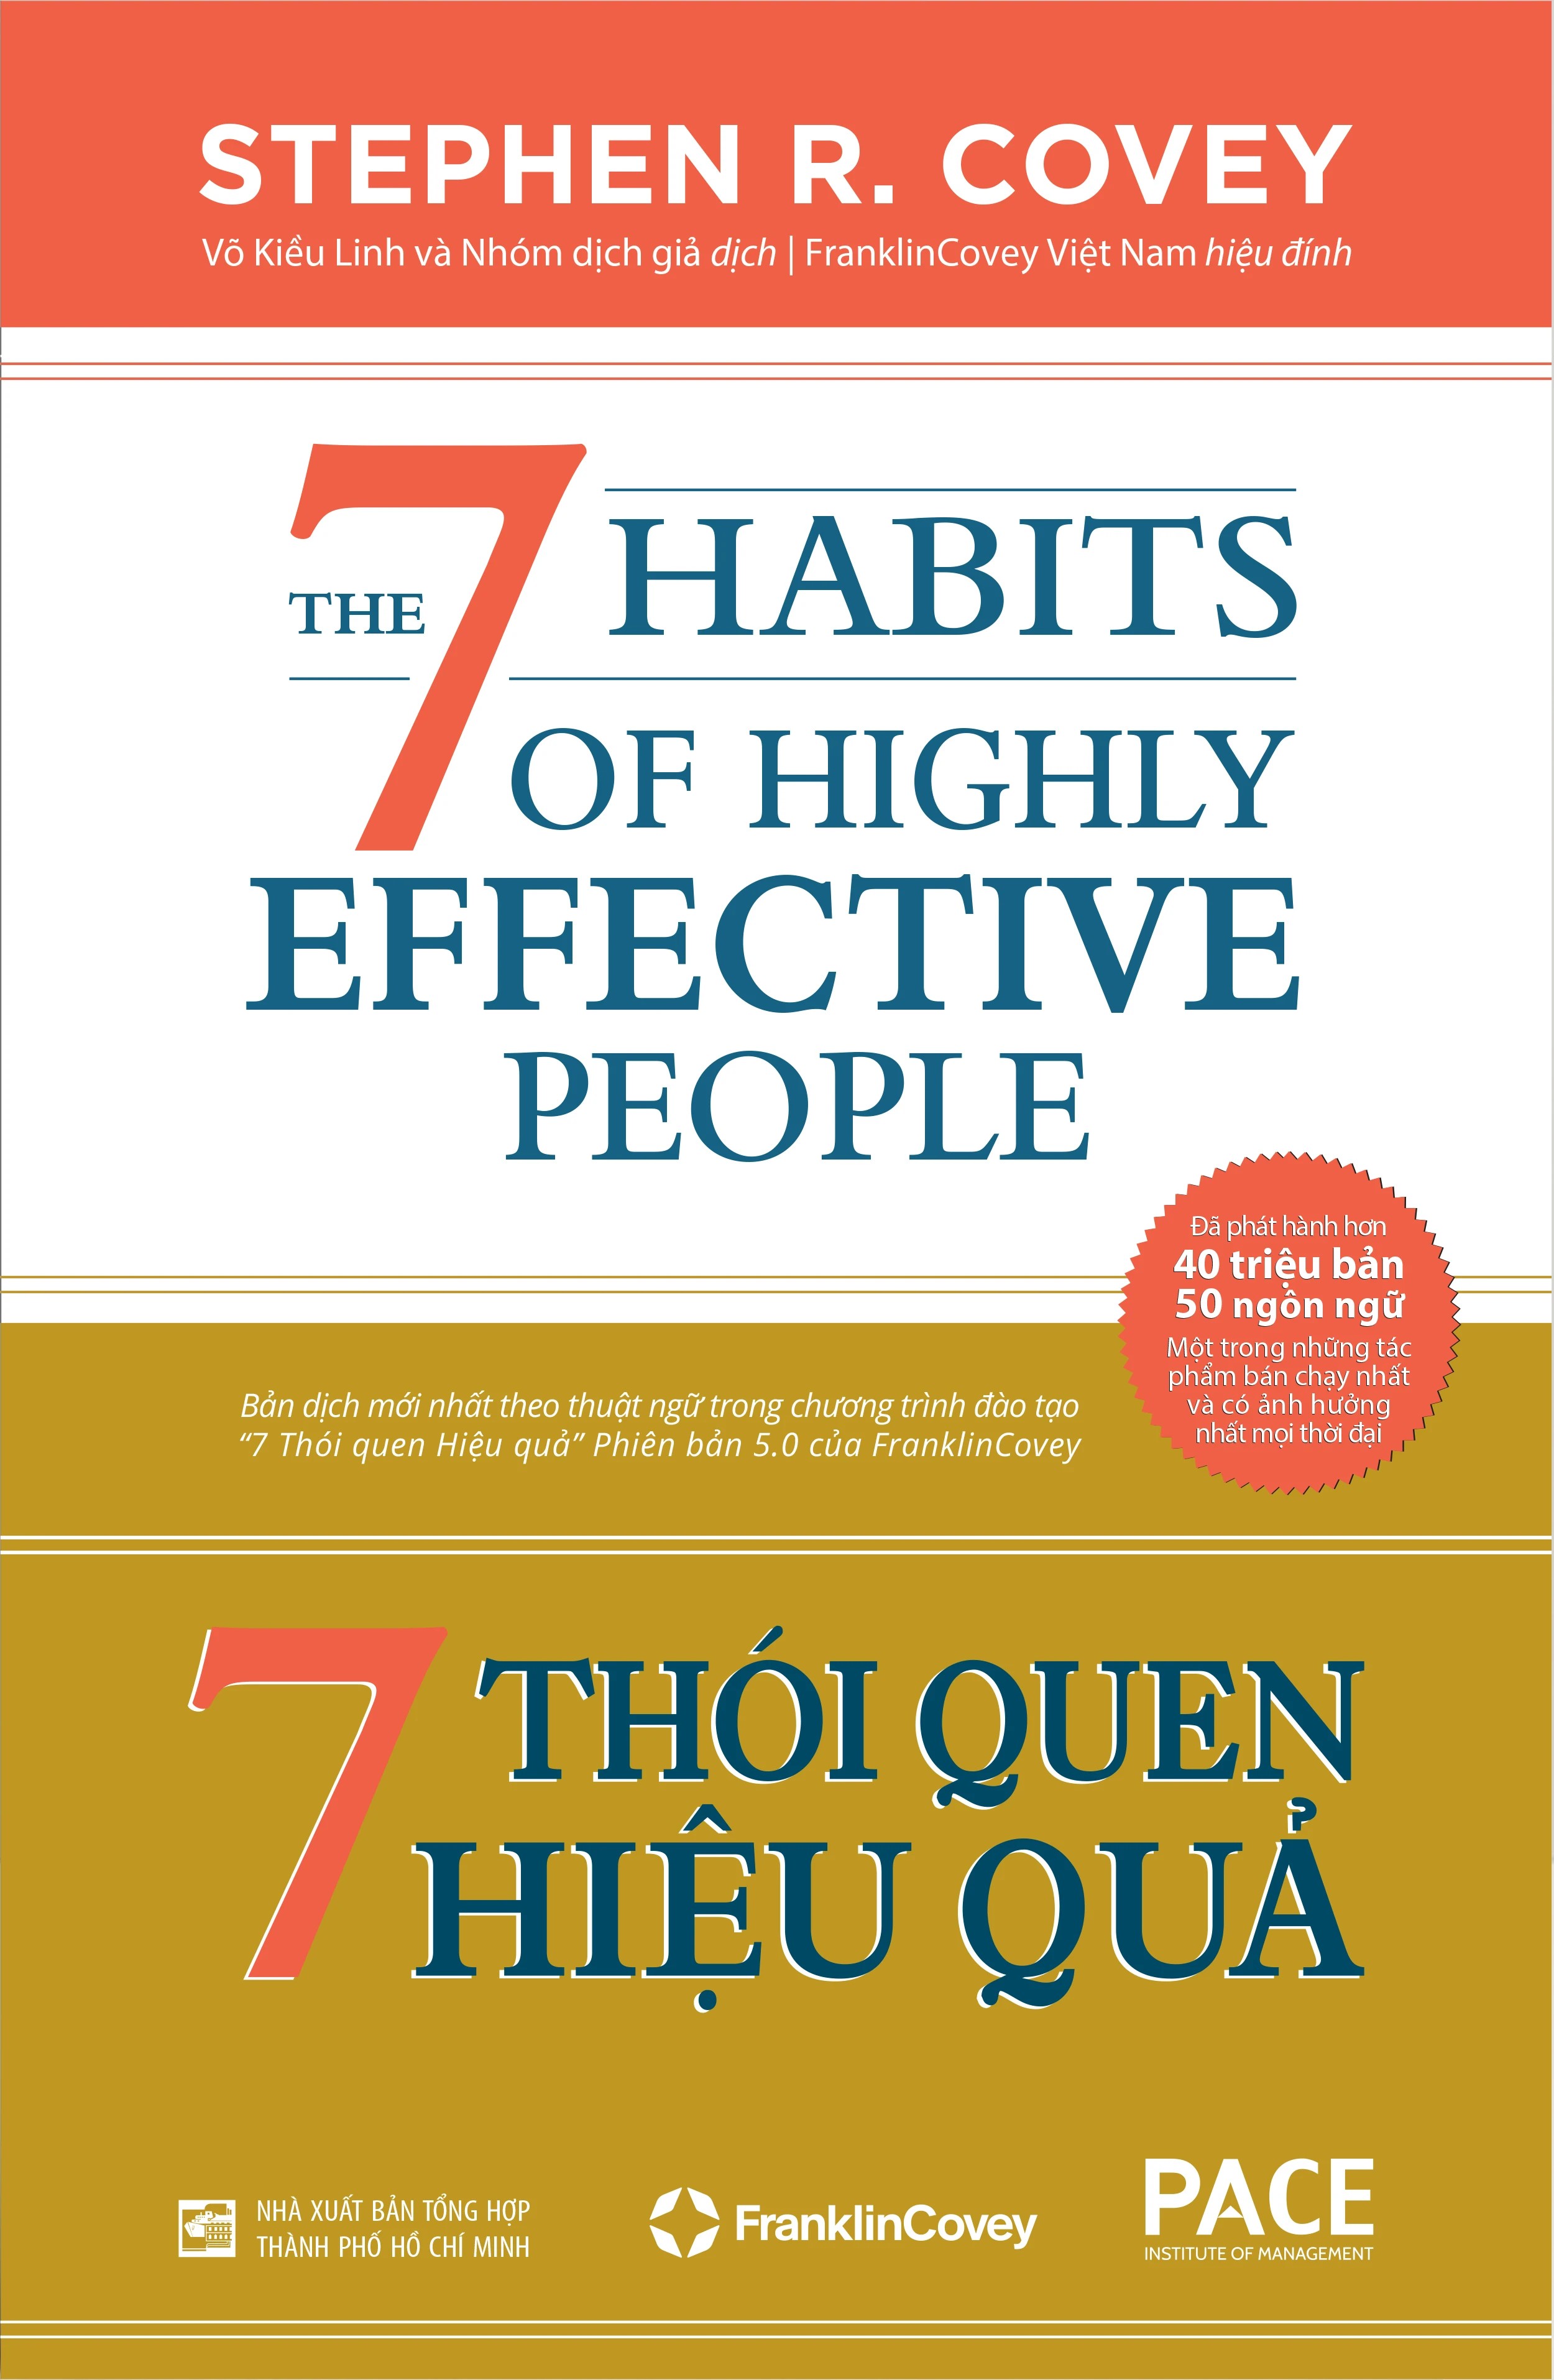 STEPHEN R. COVEY
Võ Kiều Linh và Nhóm dịch giả dịch | FranklinCovey Việt Nam hiệu đính
THE 7 HABITS
OF HIGHLY
EFFECTIVE
PEOPLE
Đã phát hành hơn
40 triệu bản
50 ngôn ngữ
Một trong những tác
phẩm bán chạy nhất
và có ảnh hưởng
nhất mọi thời đại
Bản dịch mới nhất theo thuật ngữ trong chương trình đào tạo
“7 Thói quen Hiệu quả” Phiên bản 5.0 của FranklinCovey
7 THÓI QUEN
HIỆU QUẢ
NHÀ XUẤT BẢN TỔNG HỢP
THÀNH PHỐ HỒ CHÍ MINH
FranklinCovey
PACE
INSTITUTE OF MANAGEMENT